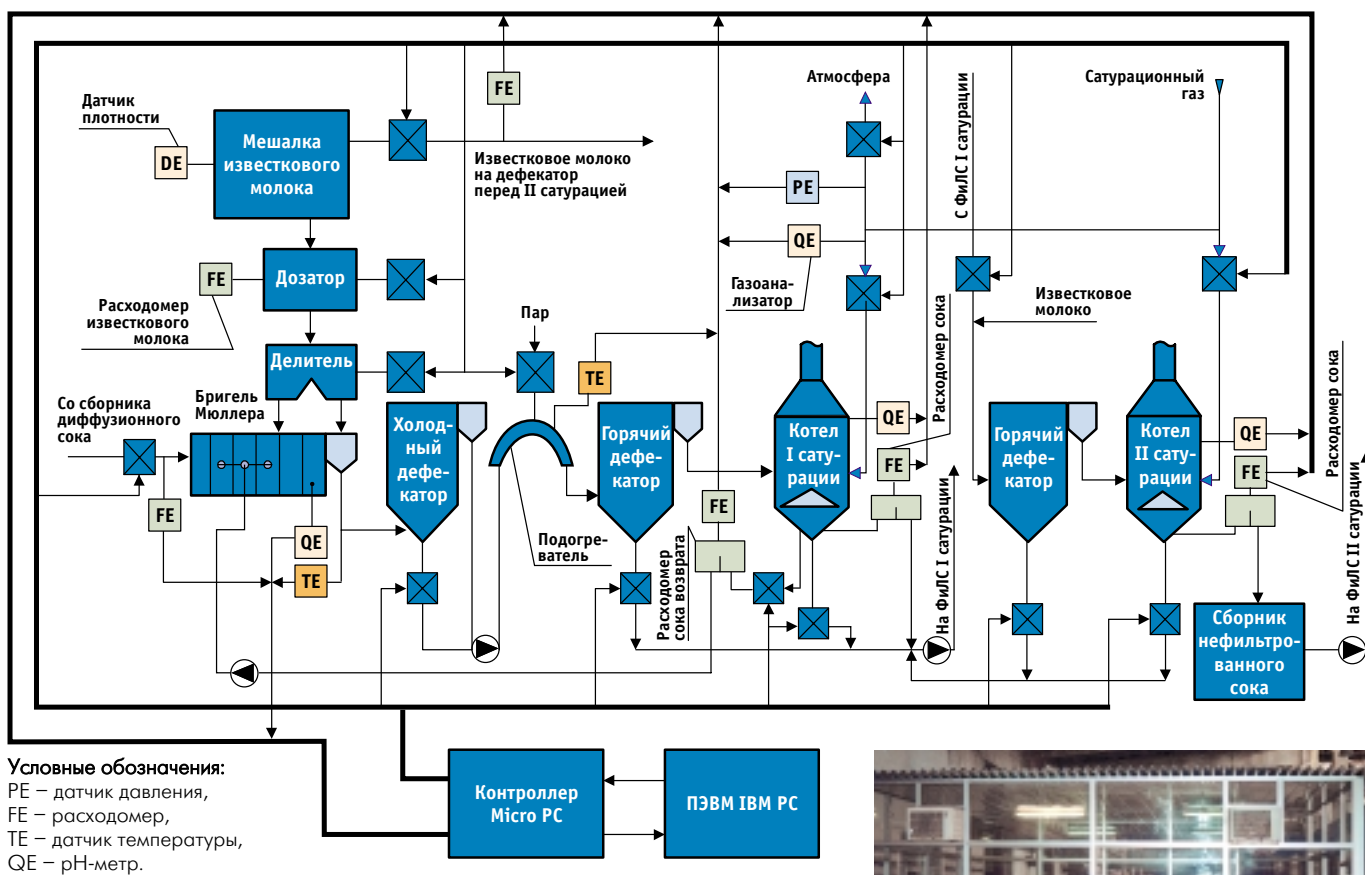 FE
Датчик
плотности
DE
Мешалка
известкового
молока
Известковое молоко
на дефекатор
перед II сатурацией
Атмосфера
С ФиЛС I сатурации
Сатурационный
газ
PE
QE
Газоана-
лизатор
FE
Дозатор
Расходомер
известкового
молока
Пар
TE
Расходомер сока
Известковое
молоко
Делитель
Бригель
Мюллера
Со сборника
диффузионного
сока
Холод-
ный
дефе-
катор
Горячий
дефе-
катор
Котел
I сату-
рации
QE
FE
Горячий
дефе-
катор
Котел
II сату-
рации
QE
FE
Расходомер сока
FE
QE
TE
Подогре-
ватель
FE
Расходомер
сока возврата
На ФиЛС I сатурации
На ФиЛС II сатурации
Сборник
нефильтро-
ванного
сока
Условные обозначения:
PE – датчик давления,
FE – расходомер,
TE – датчик температуры,
QE – pH-метр.
Контроллер
Micro PC
ПЭВМ IBM PC